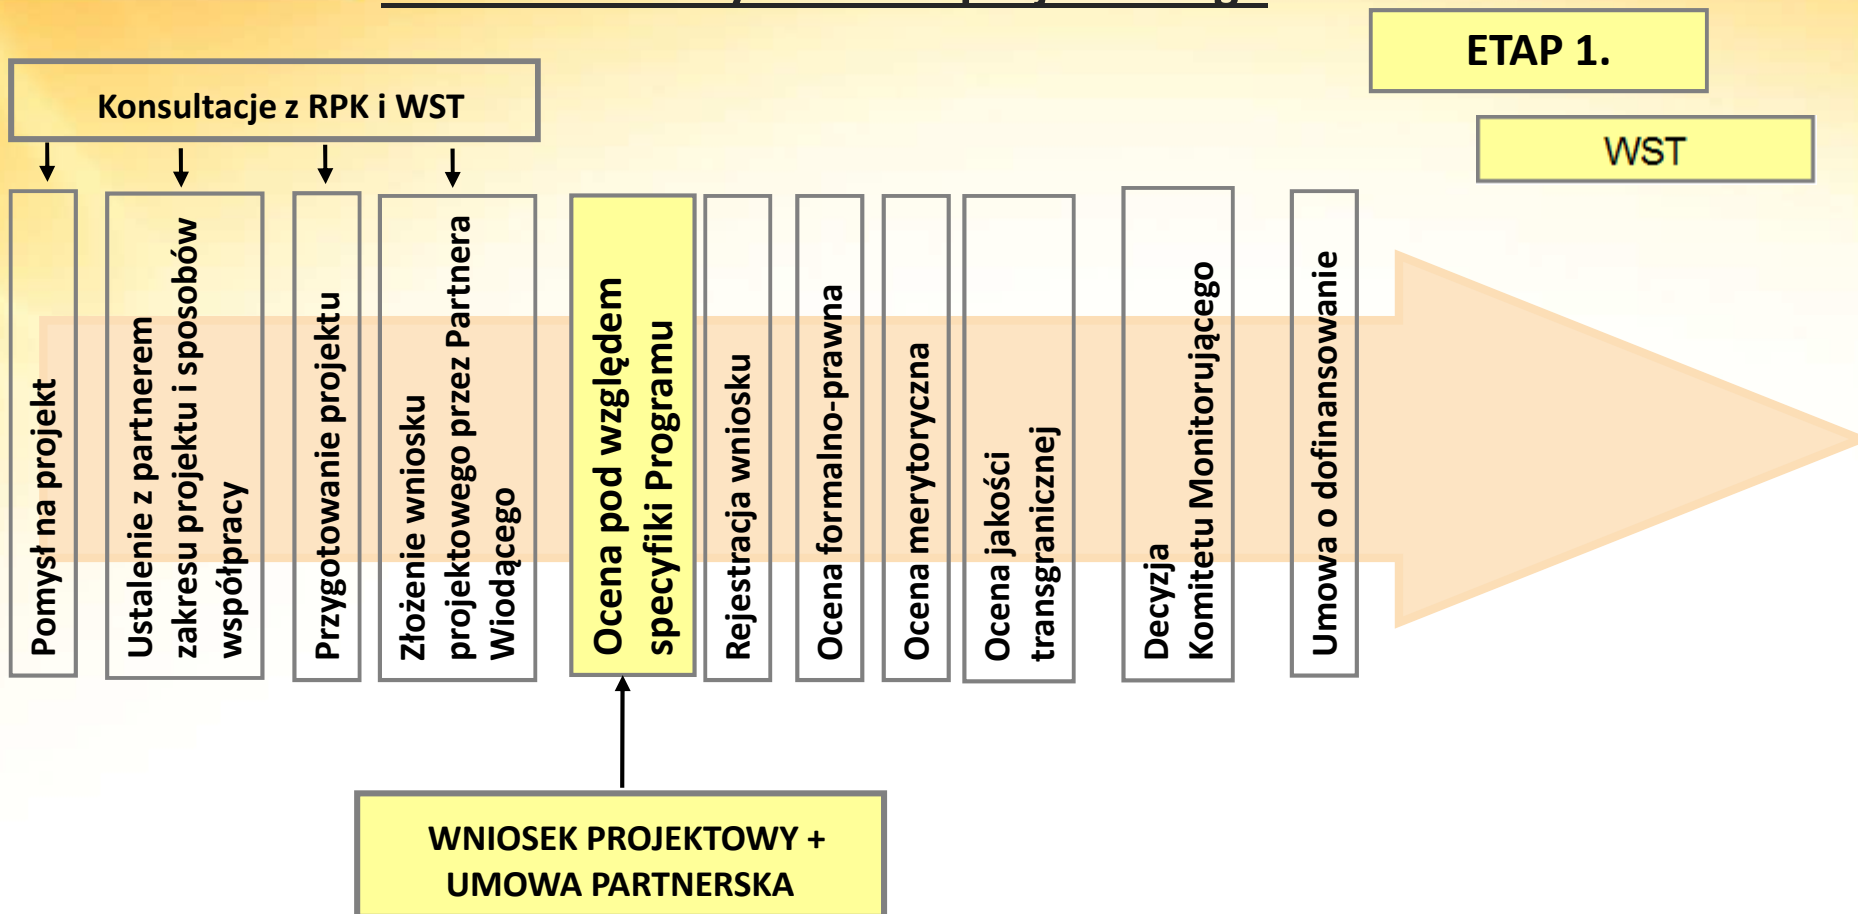 ETAP 1.
WST
Konsultacje z RPK i WST
Pomysł na projekt
Ustalenie z partnerem
zakresu projektu i sposobów
współpracy
Przygotowanie projektu
Złożenie wniosku
projektowego przez Partnera
Wiodącego
Ocena pod względem
specyfiki Programu
Rejestracja wniosku
Ocena formalno-prawna
Ocena merytoryczna
Ocena jakości
transgranicznej
Decyzja
Komitetu Monitorującego
Umowa o dofinansowanie
WNIOSEK PROJEKTOWY +
UMOWA PARTNERSKA